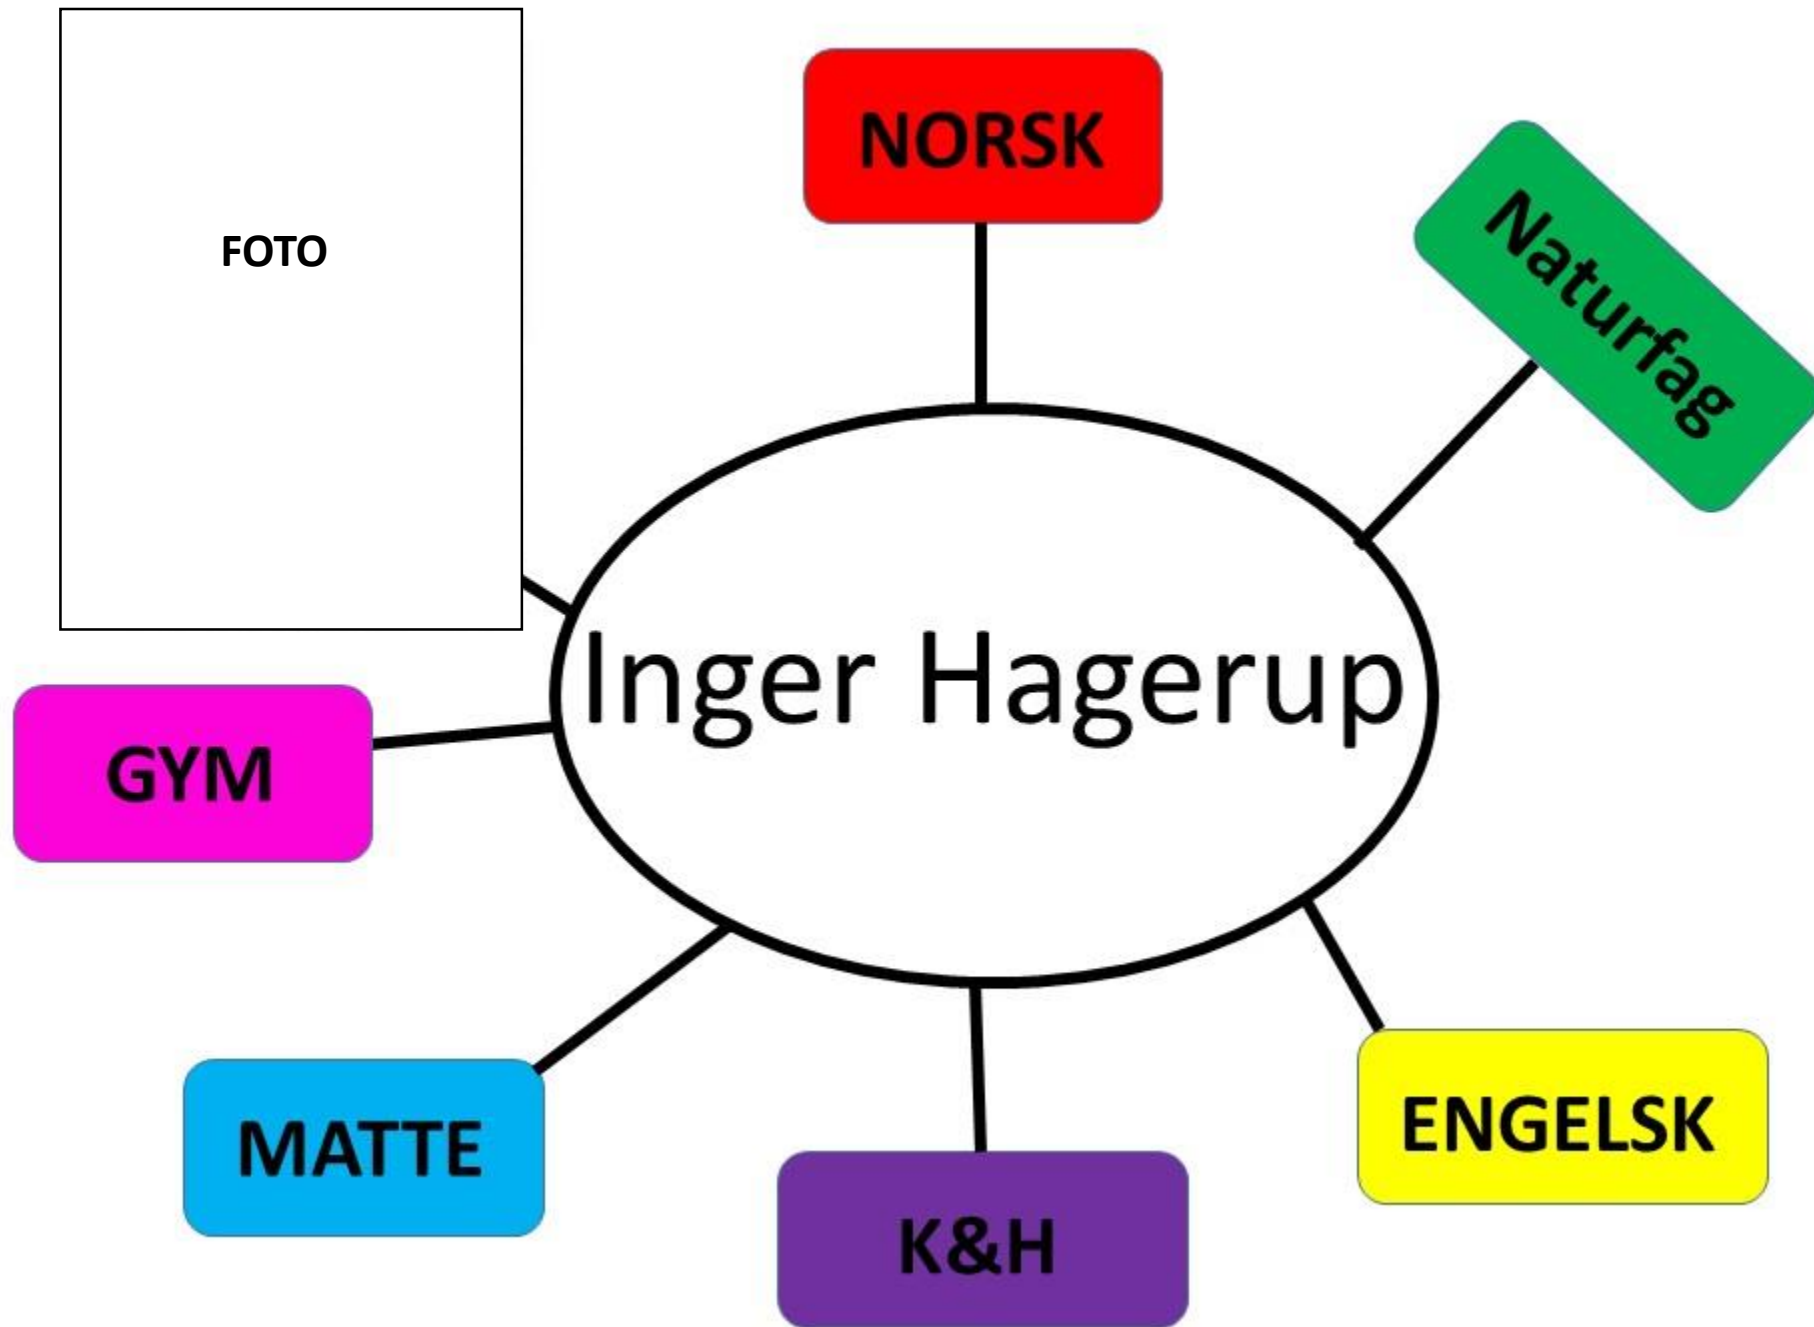 FOTO
NORSK
Naturfag
Inger Hagerup
GYM
MATTE
K&H
ENGELSK